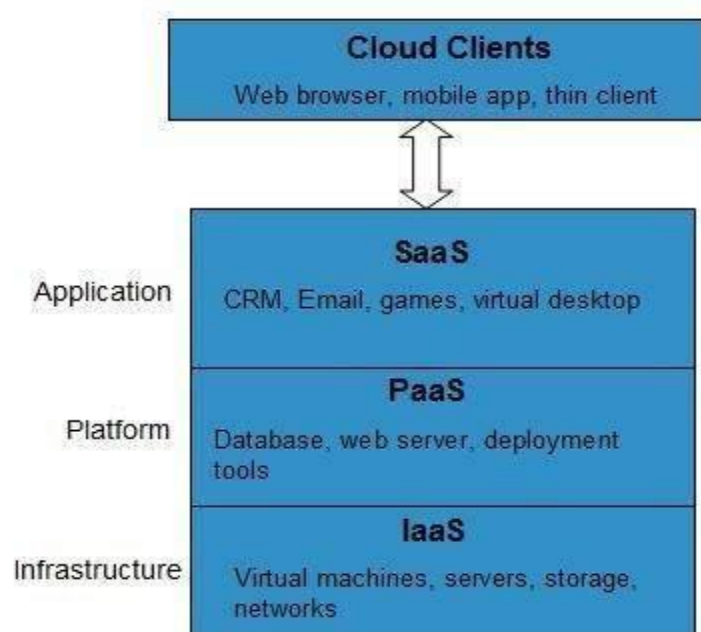 Cloud Clients
Web browser, mobile app, thin client
SaaS
Application
CRM, Email, games, virtual desktop
PaaS
Platform
Database, web server, deployment
tools
IaaS
Infrastructure
Virtual machines, servers, storage,
networks